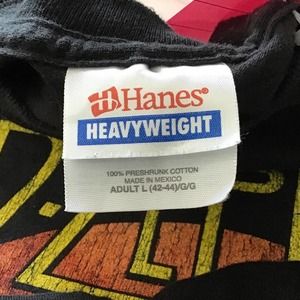 Hanes®
HEAVYWEIGHT
100% PRESHRUNK COTTON
MADE IN MEXICO
ADULT L (42-44)/G/G